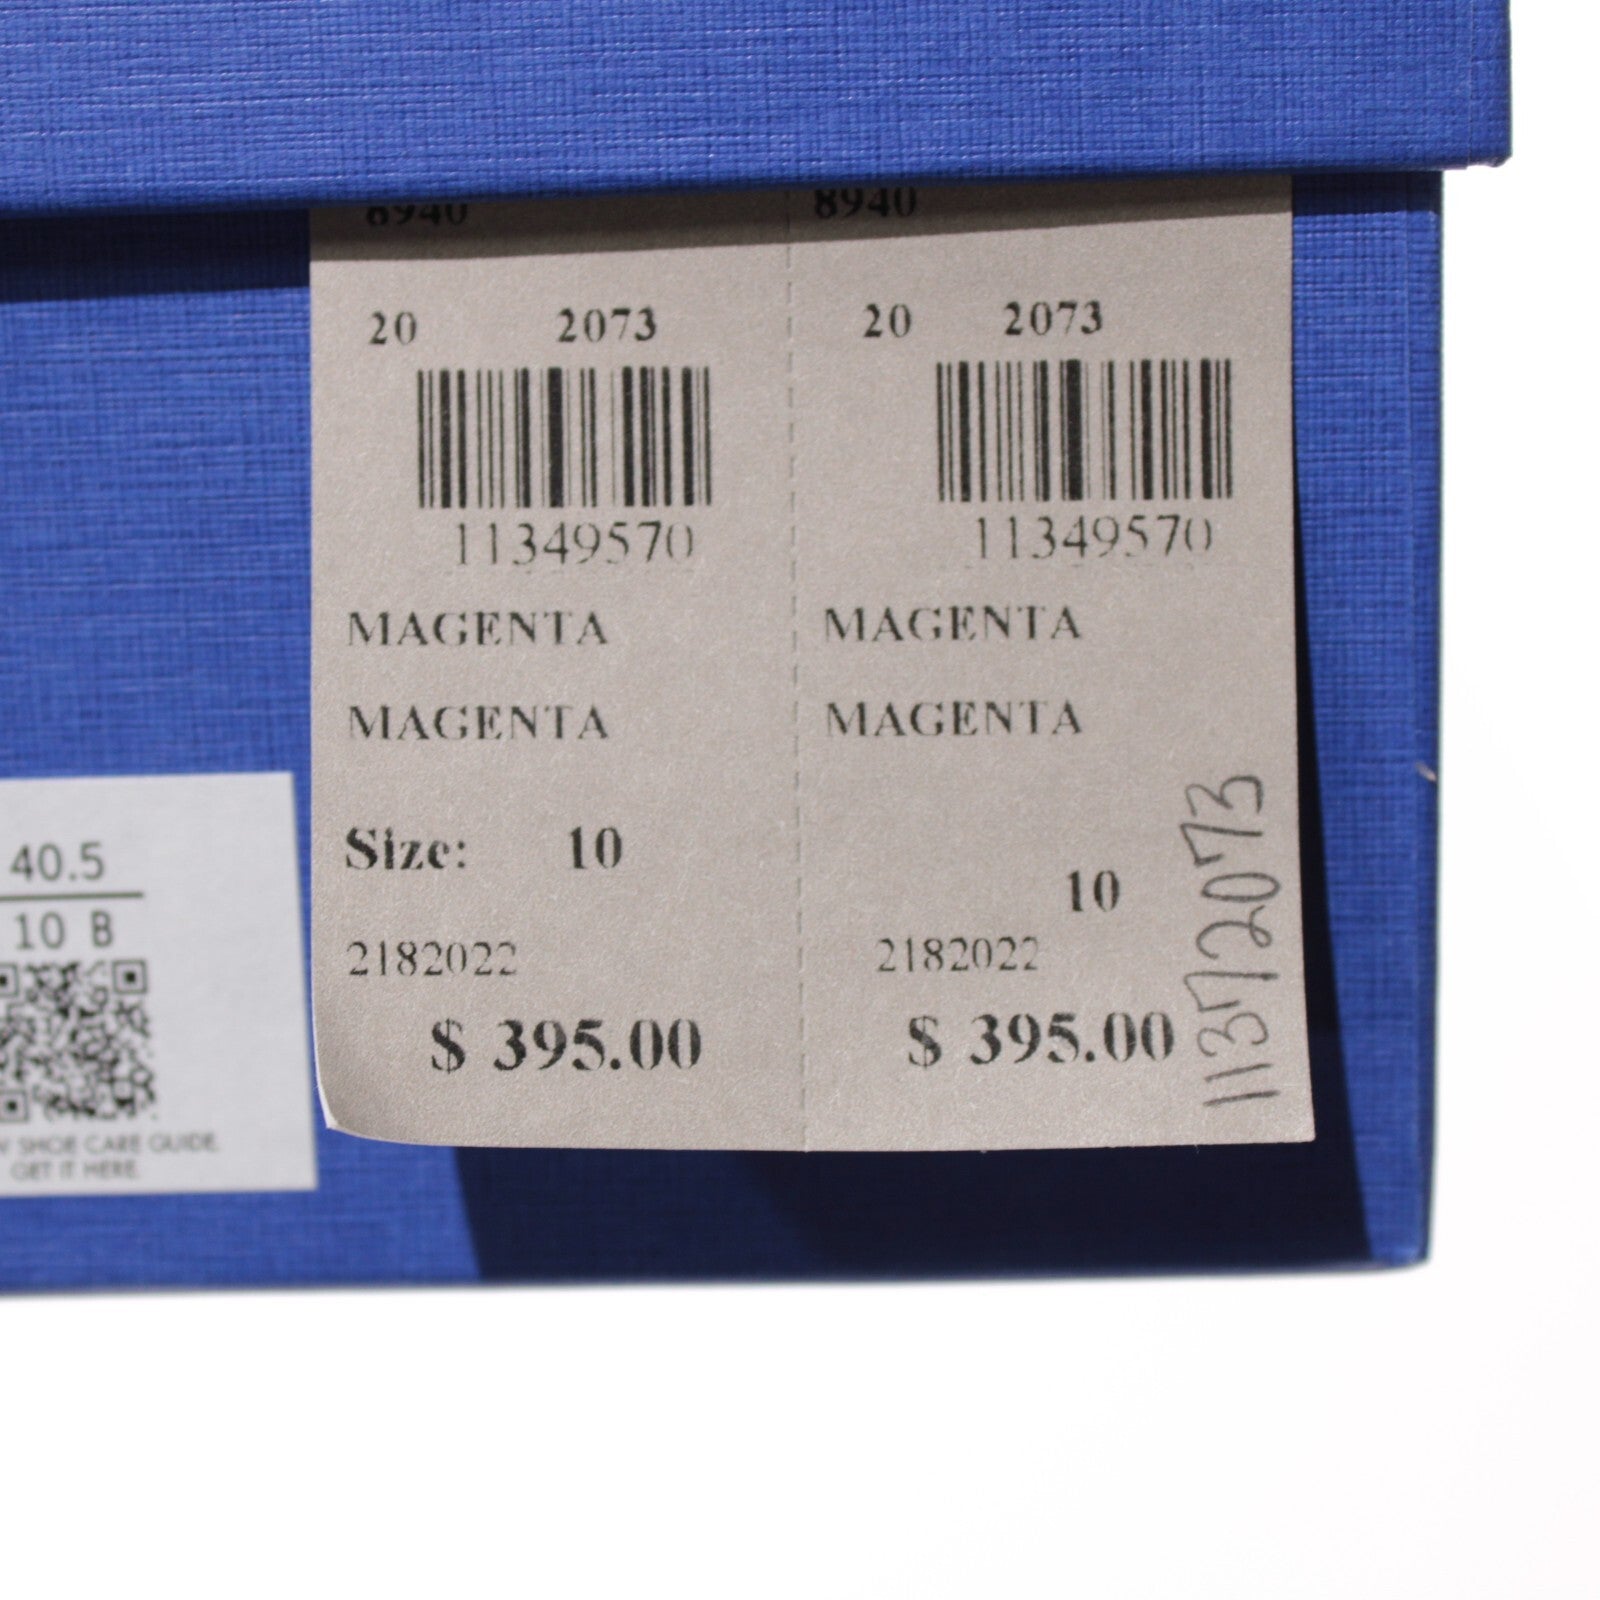 8940 8940
20 2073 20 2073
11349570 11349570
MAGENTA MAGENTA
MAGENTA MAGENTA
Size: 10
10
2182022 2182022
$ 395.00 $ 395.00
11372073
40.5
10 B
SHOE CARE GUIDE.
GET IT HERE.